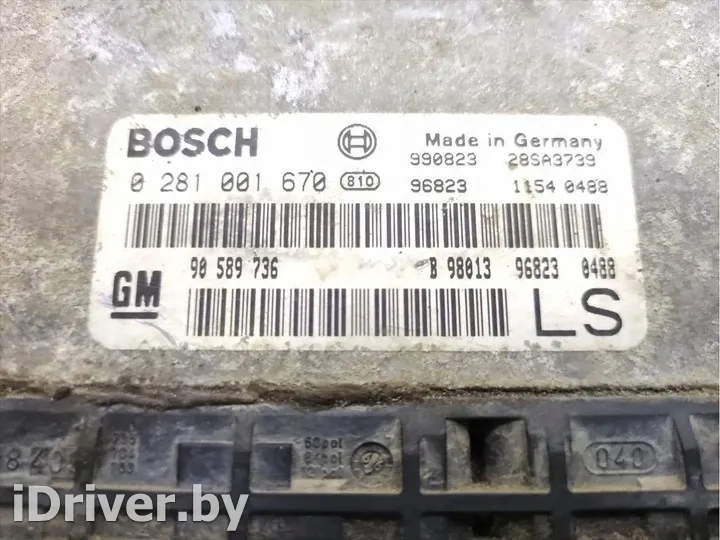 BOSCH Made in Germany
990823 28SA3739
0 281 001 670 810 96823 1154 0488
90 589 736 B 98013 96823 0488
GM LS
040
iDriver.by